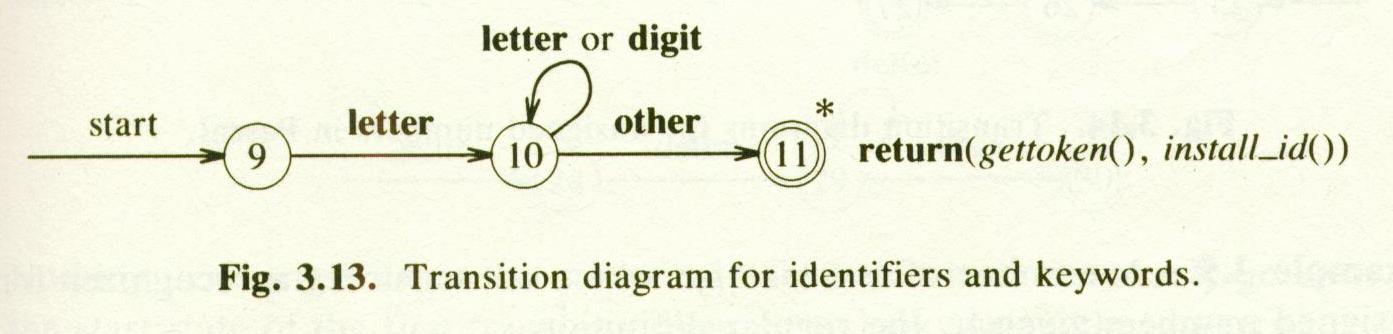 letter or digit
start letter other *
9 10 11 return(gettoken(), install_id())
Fig. 3.13. Transition diagram for identifiers and keywords.